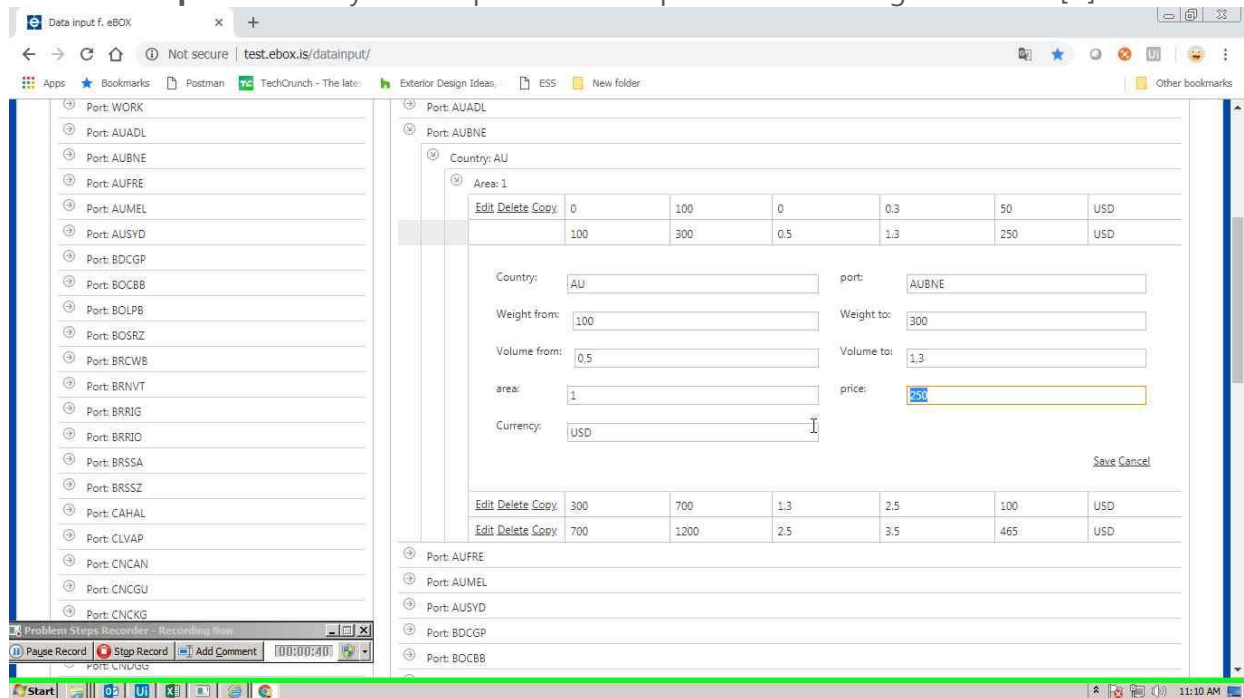 Data input f. eBOX
Not secure | test.ebox.is/datainput/
Apps Bookmarks Postman TechCrunch - The late: Exterior Design Ideas, ESS New folder Other bookmarks
Port: WORK
Port: AUADL
Port: AUBNE
Port: AUFRE
Port: AUMEL
Port: AUSYD
Port: BDCGP
Port: BOCBB
Port: BOLPB
Port: BOSRZ
Port: BRCWB
Port: BRNVT
Port: BRRIG
Port: BRRIO
Port: BRSSA
Port: BRSSZ
Port: CAHAL
Port: CLVAP
Port: CNCAN
Port: CNCGU
Port: CNCKG
Port: CNDGG
Port: AUADL
Port: AUBNE
Country: AU
Area: 1
Edit Delete Copy 0 100 0 0.3 50 USD
100 300 0.5 1.3 250 USD
Country: AU port: AUBNE
Weight from: 100 Weight to: 300
Volume from: 0,5 Volume to: 1,3
area: 1 price: 250
Currency: USD
Save Cancel
Edit Delete Copy 300 700 1.3 2.5 100 USD
Edit Delete Copy 700 1200 2.5 3.5 465 USD
Port: AUFRE
Port: AUMEL
Port: AUSYD
Port: BDCGP
Port: BOCBB
Problem Steps Recorder - Recording Now
Pause Record Stop Record Add Comment 00:00:40
Start 11:10 AM